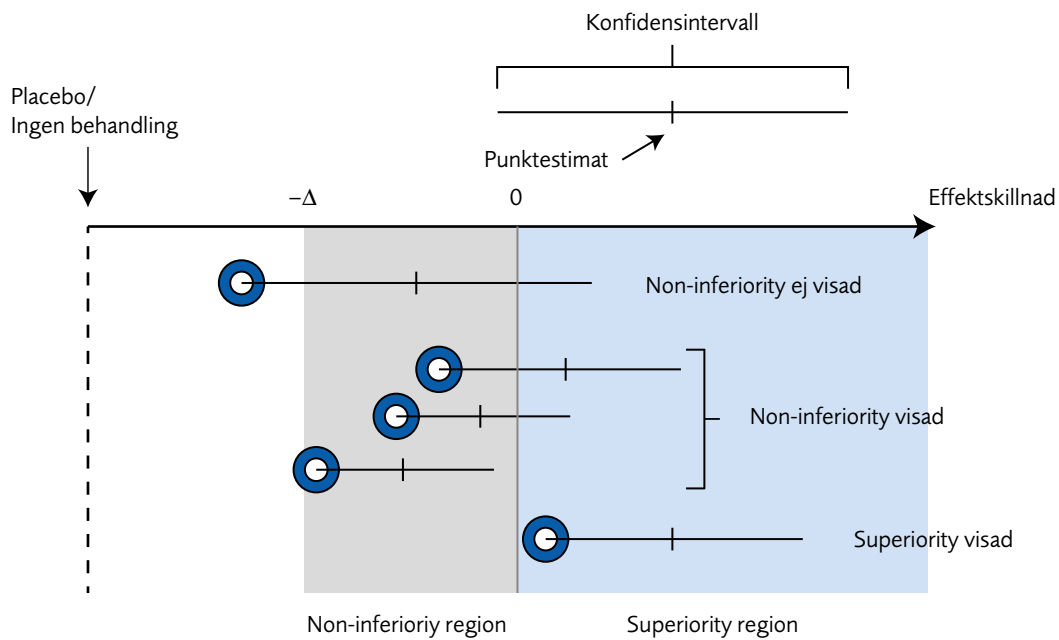 Konfidensintervall
Placebo/
Ingen behandling
Punktestimat
−Δ
0
Effektskillnad
Non-inferiority ej visad
Non-inferiority visad
Superiority visad
Non-inferioriy region
Superiority region